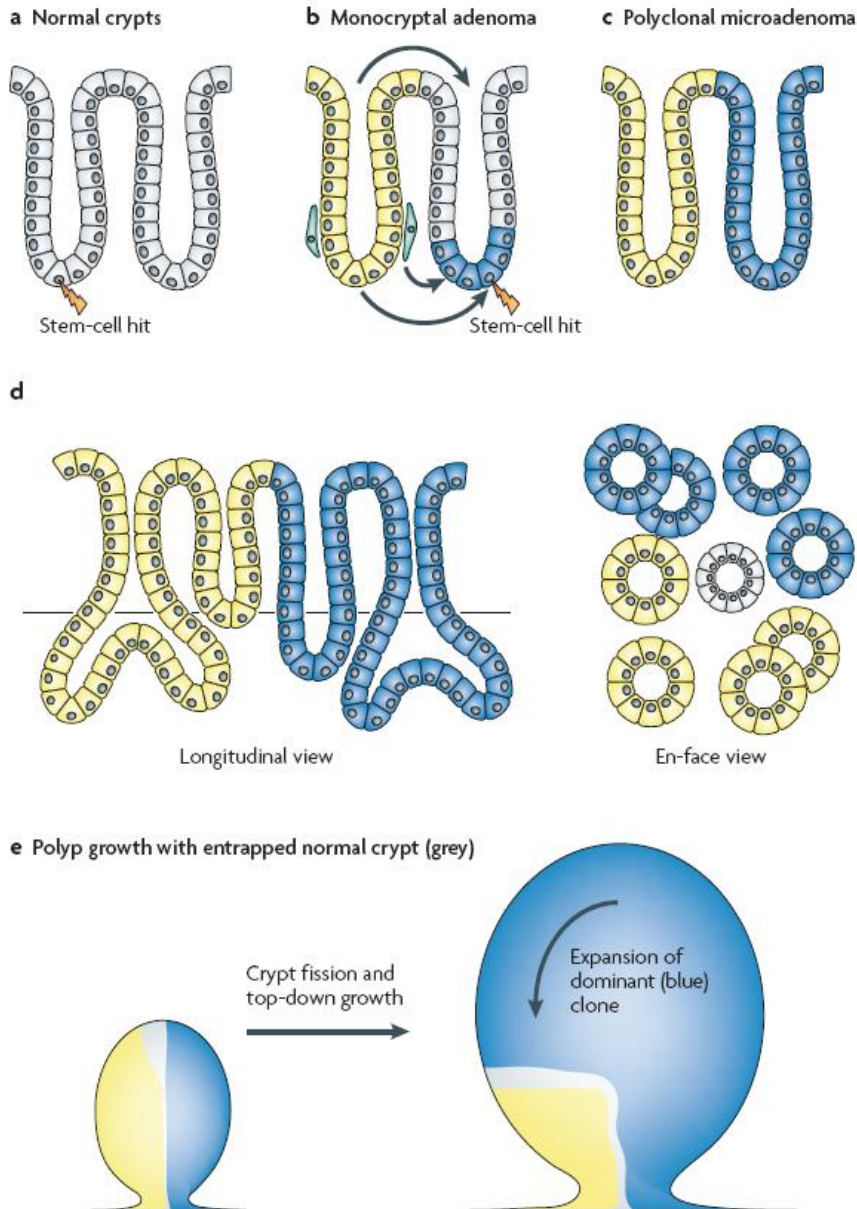 a Normal crypts
b Monocryptal adenoma
c Polyclonal microadenoma
Stem-cell hit
Stem-cell hit
d
Longitudinal view
En-face view
e Polyp growth with entrapped normal crypt (grey)
Crypt fission and
top-down growth
Expansion of
dominant (blue)
clone